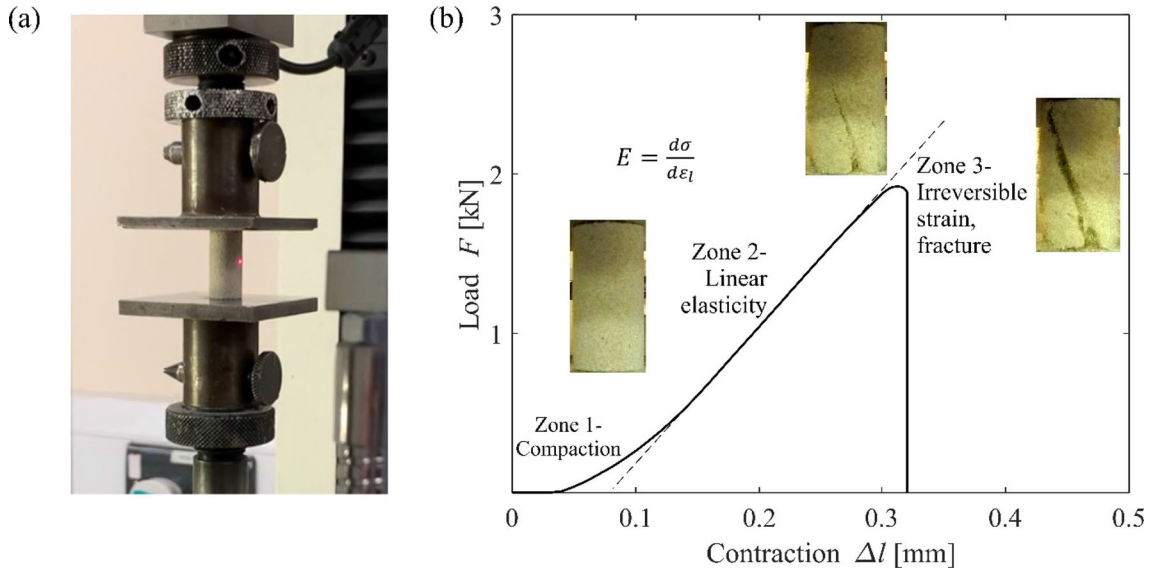 (a)
(b)
3
2
1
Load F [kN]
E = dσ/dε_l
Zone 1-
Compaction
Zone 2-
Linear
elasticity
Zone 3-
Irreversible
strain,
fracture
0
0.1
0.2
0.3
0.4
0.5
Contraction Δl [mm]